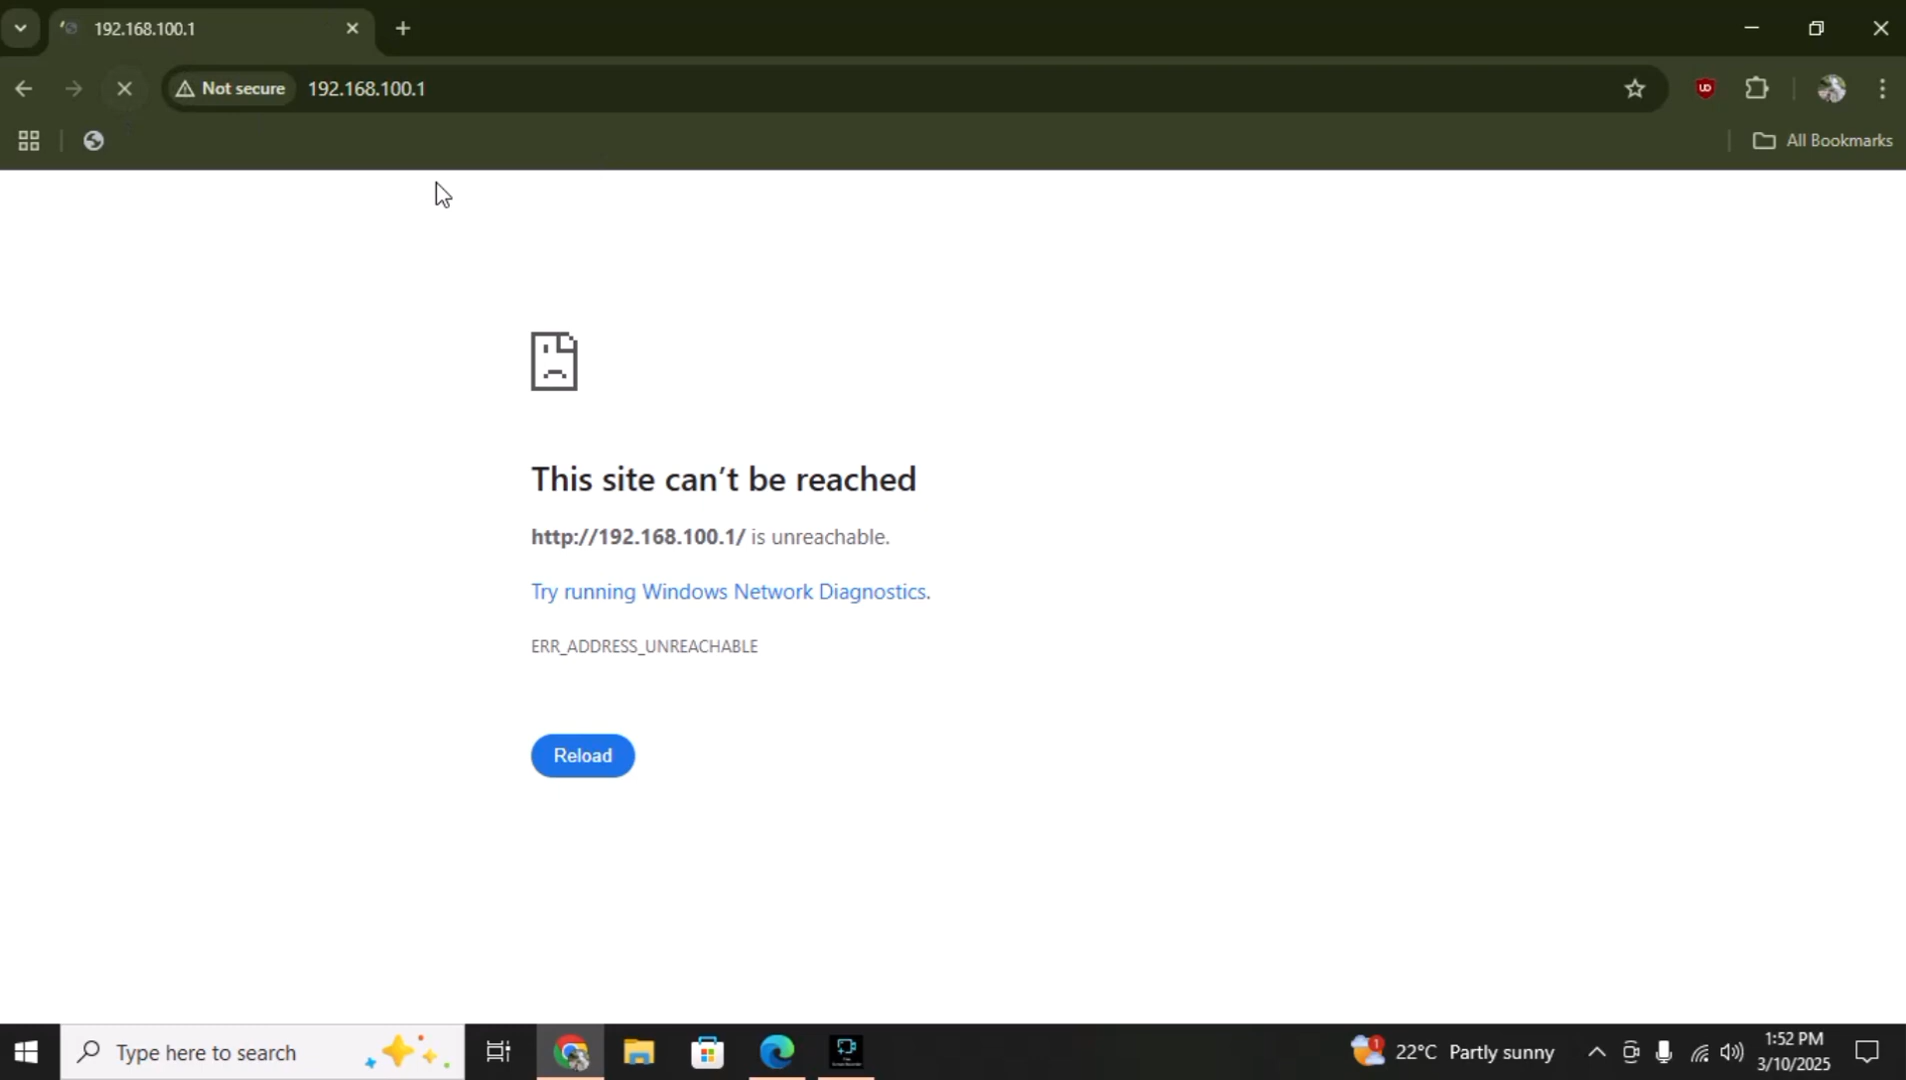 192.168.100.1
Not secure
192.168.100.1
UD
All Bookmarks
This site can’t be reached
http://192.168.100.1/ is unreachable.
Try running Windows Network Diagnostics.
ERR_ADDRESS_UNREACHABLE
Reload
Type here to search
1
22°C Partly sunny
1:52 PM
3/10/2025